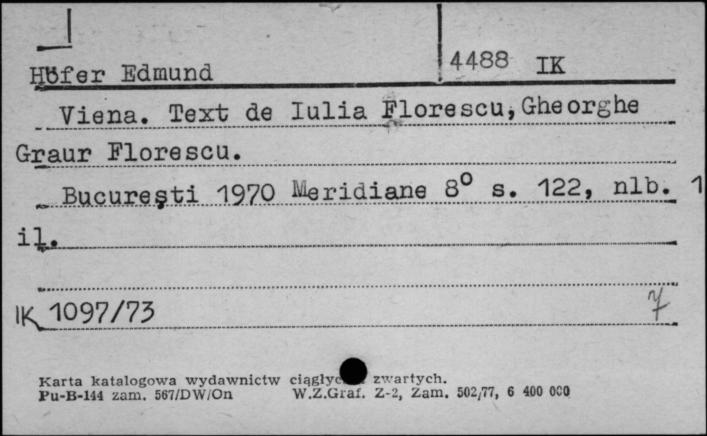 4488 IK
Höfer Edmund
Viena. Text de Iulia Florescu, Gheorghe
Graur Florescu.
București 1970 Meridiane 8° s. 122, nlb. 1
il.
IK 1097/73 7
Karta katalogowa wydawnictw zwartych.
Pu-B-144 zam. 567/DW/On W.Z.Graf. Z-2, Zam. 502/77, 6 400 000